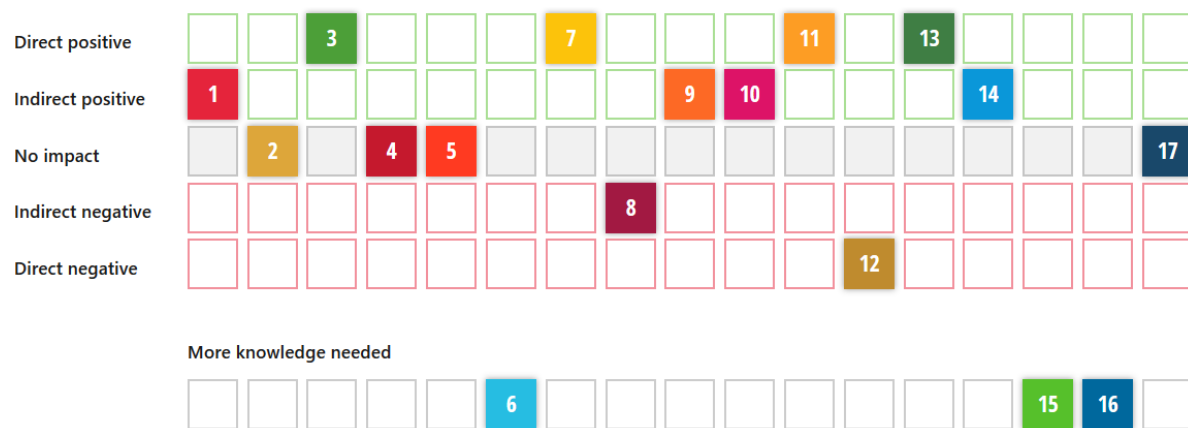 Direct positive 3 7 11 13
Indirect positive 1 9 10 14
No impact 2 4 5 17
Indirect negative 8
Direct negative 12
More knowledge needed
6 15 16